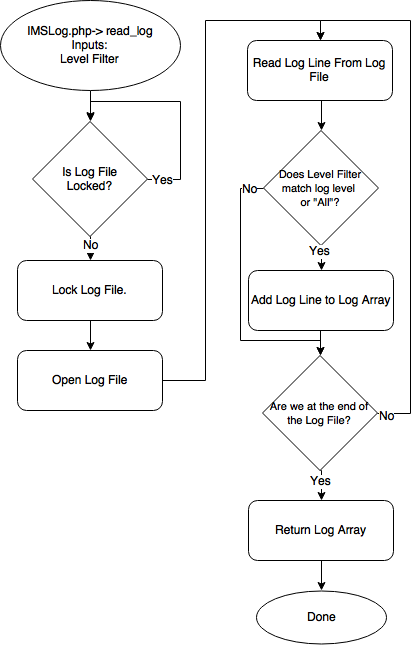 IMSLog.php-> read_log
Inputs:
Level Filter
Is Log File
Locked?
Yes
No
Lock Log File.
Open Log File
Read Log Line From Log
File
Does Level Filter
match log level
or "All"?
No
Yes
Add Log Line to Log Array
Are we at the end of
the Log File?
No
Yes
Return Log Array
Done